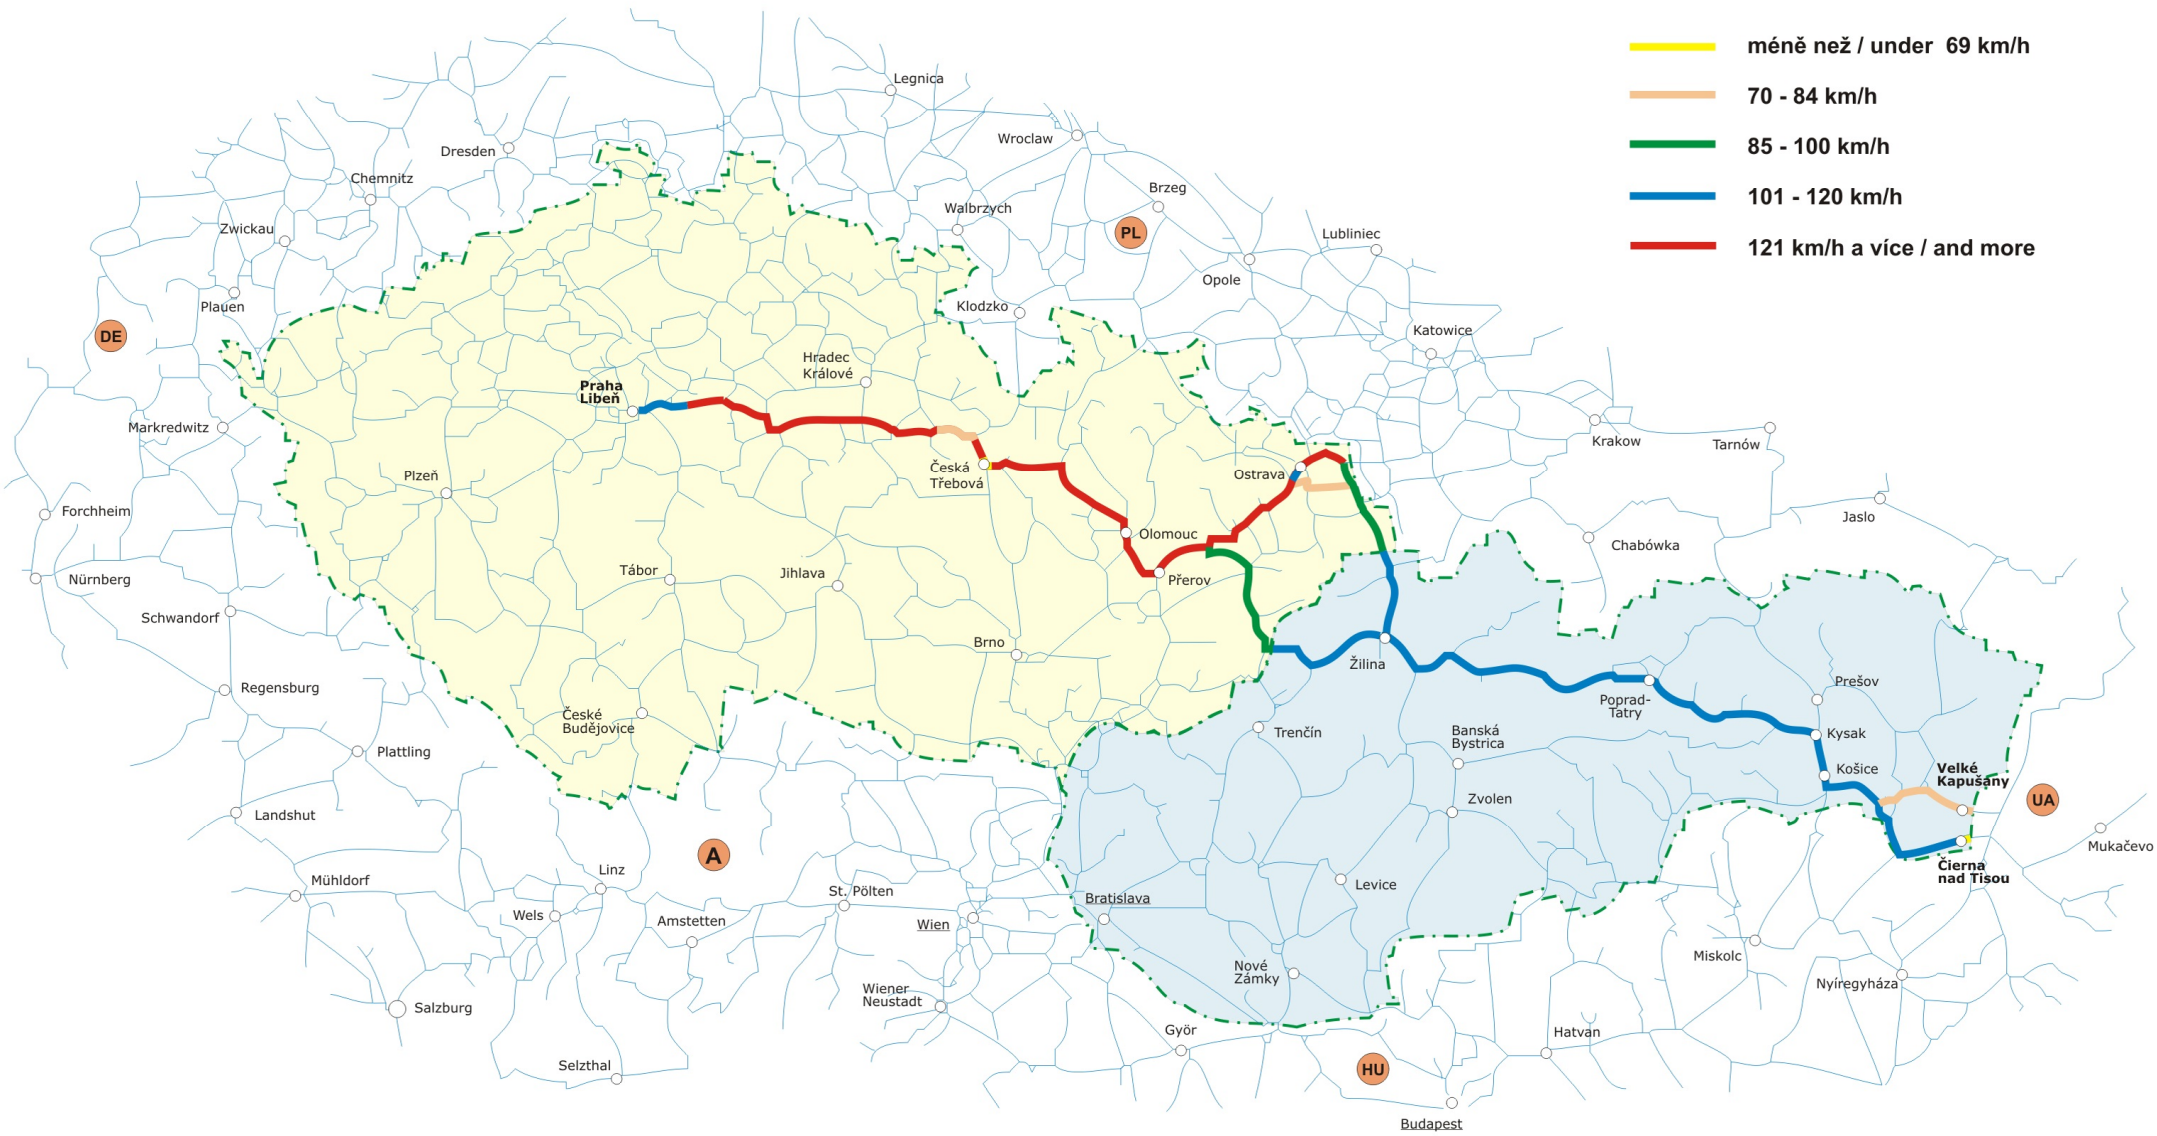 méně než / under 69 km/h
70 - 84 km/h
85 - 100 km/h
101 - 120 km/h
121 km/h a více / and more
Legnica
Wroclaw
Dresden
Chemnitz
Brzeg
Walbrzych
Zwickau
PL
Lubliniec
Opole
Plauen
Klodzko
DE
Katowice
Hradec
Králové
Praha
Libeň
Markredwitz
Krakow
Tarnów
Plzeň
Česká
Třebová
Ostrava
Forchheim
Jaslo
Olomouc
Chabówka
Nürnberg
Tábor
Jihlava
Přerov
Schwandorf
Brno
Žilina
Regensburg
Prešov
Poprad-
Tatry
České
Budějovice
Trenčín
Banská
Bystrica
Kysak
Plattling
Košice
Velké
Kapušany
Zvolen
UA
Landshut
Mukačevo
A
Čierna
nad Tisou
Linz
Mühldorf
St. Pölten
Levice
Bratislava
Wels
Amstetten
Wien
Miskolc
Nové
Zámky
Nyíregyháza
Wiener
Neustadt
Salzburg
Györ
Hatvan
Selzthal
HU
Budapest